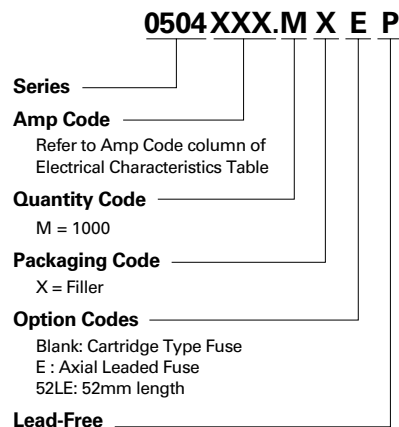 0504XXX.M X E P
Series
Amp Code
Refer to Amp Code column of
Electrical Characteristics Table
Quantity Code
M = 1000
Packaging Code
X = Filler
Option Codes
Blank: Cartridge Type Fuse
E : Axial Leaded Fuse
52LE: 52mm length
Lead-Free